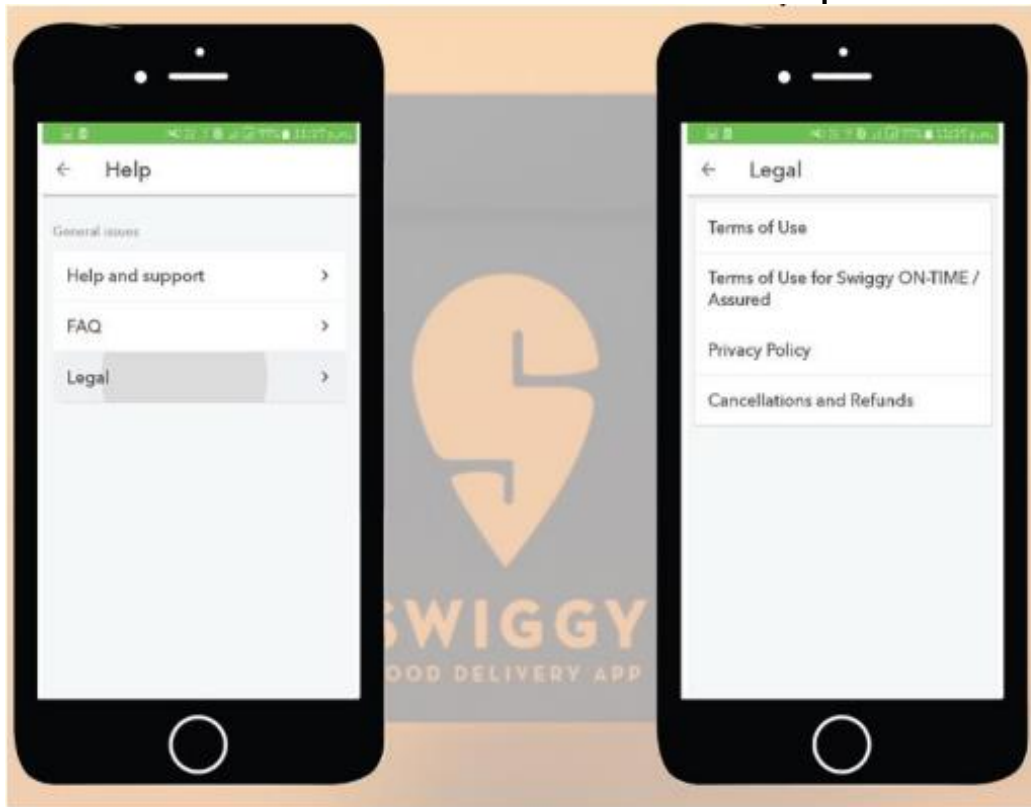 Help
General issues
Help and support
FAQ
Legal
Legal
Terms of Use
Terms of Use for Swiggy ON-TIME /
Assured
Privacy Policy
Cancellations and Refunds
SWIGGY
OOD DELIVERY APP